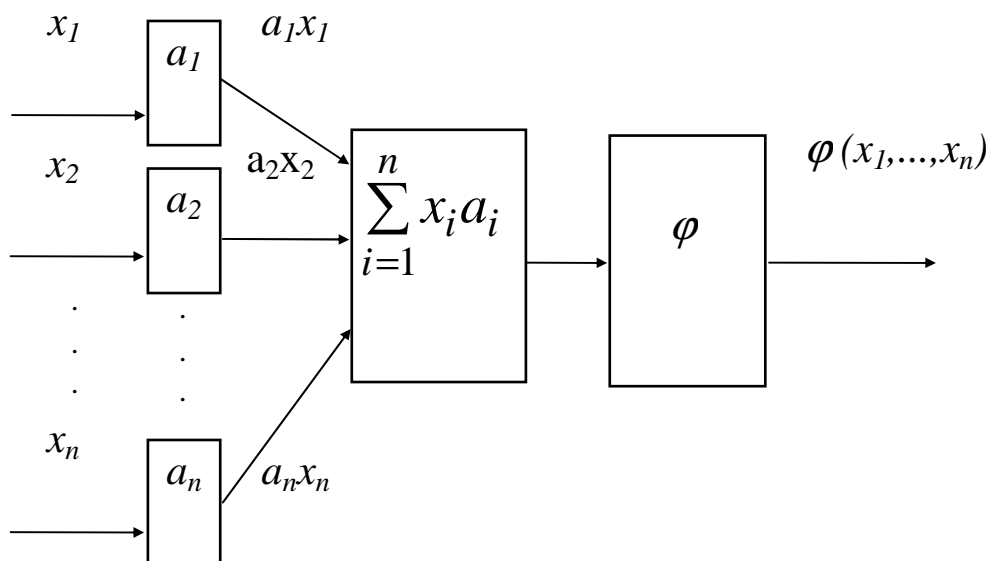 x₁
a₁
a₁x₁
x₂
a₂
a₂x₂
n
∑ xᵢaᵢ
i=1
φ
φ(x₁,...,xₙ)
.
.
.
.
.
.
xₙ
aₙ
aₙxₙ